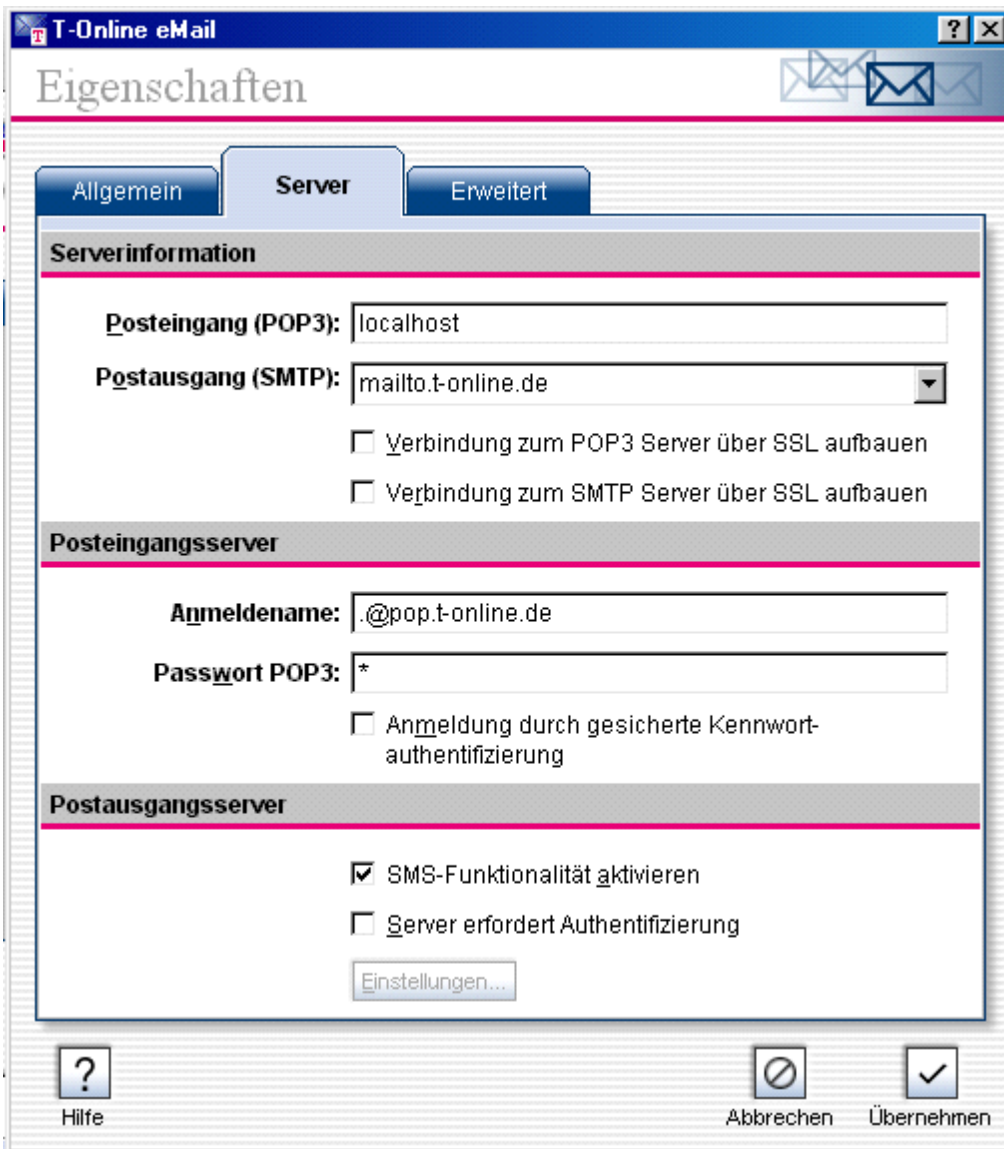 T-Online eMail
Eigenschaften
Allgemein
Server
Erweitert
Serverinformation
Posteingang (POP3): localhost
Postausgang (SMTP): mailto.t-online.de
Verbindung zum POP3 Server über SSL aufbauen
Verbindung zum SMTP Server über SSL aufbauen
Posteingangsserver
Anmeldename: .@pop.t-online.de
Passwort POP3: *
Anmeldung durch gesicherte Kennwort-
authentifizierung
Postausgangsserver
SMS-Funktionalität aktivieren
Server erfordert Authentifizierung
Einstellungen...
Hilfe
Abbrechen
Übernehmen